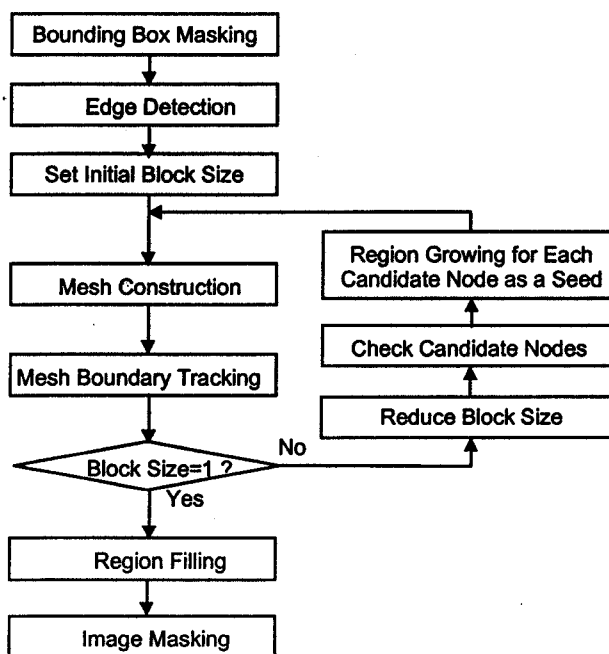 Bounding Box Masking
Edge Detection
Set Initial Block Size
Mesh Construction
Mesh Boundary Tracking
Block Size=1 ?
No
Yes
Reduce Block Size
Check Candidate Nodes
Region Growing for Each
Candidate Node as a Seed
Region Filling
Image Masking